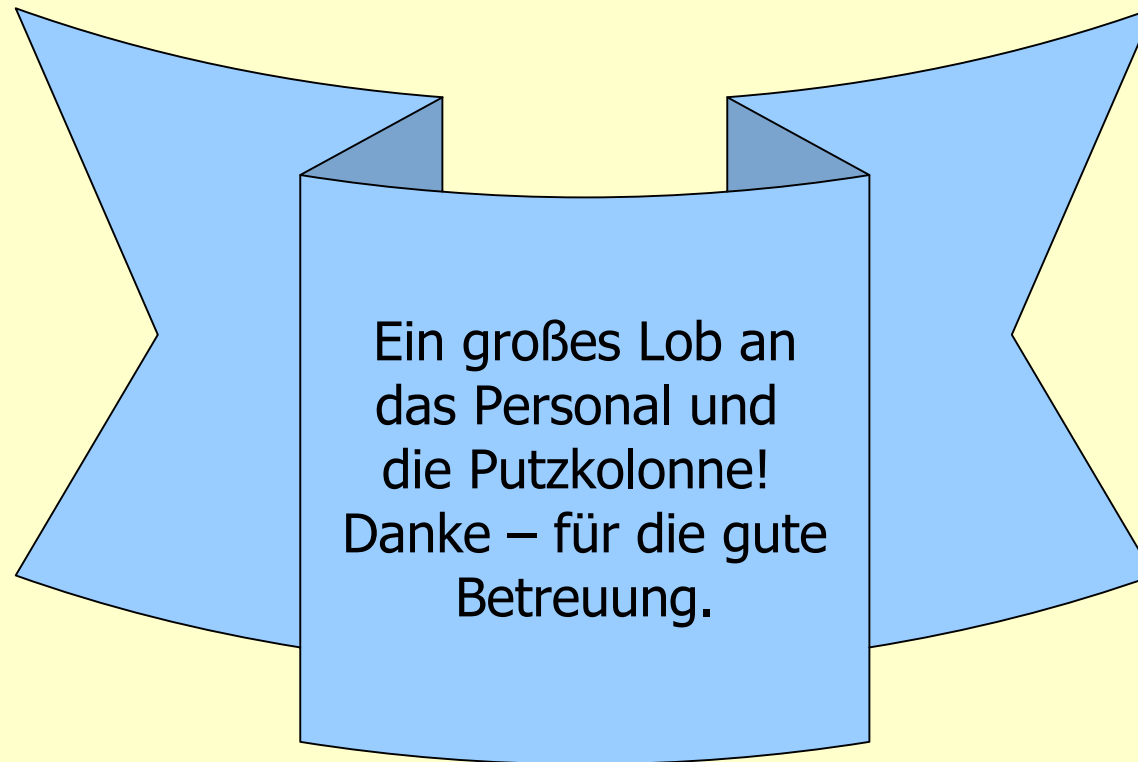 Ein großes Lob an
das Personal und
die Putzkolonne!
Danke – für die gute
Betreuung.